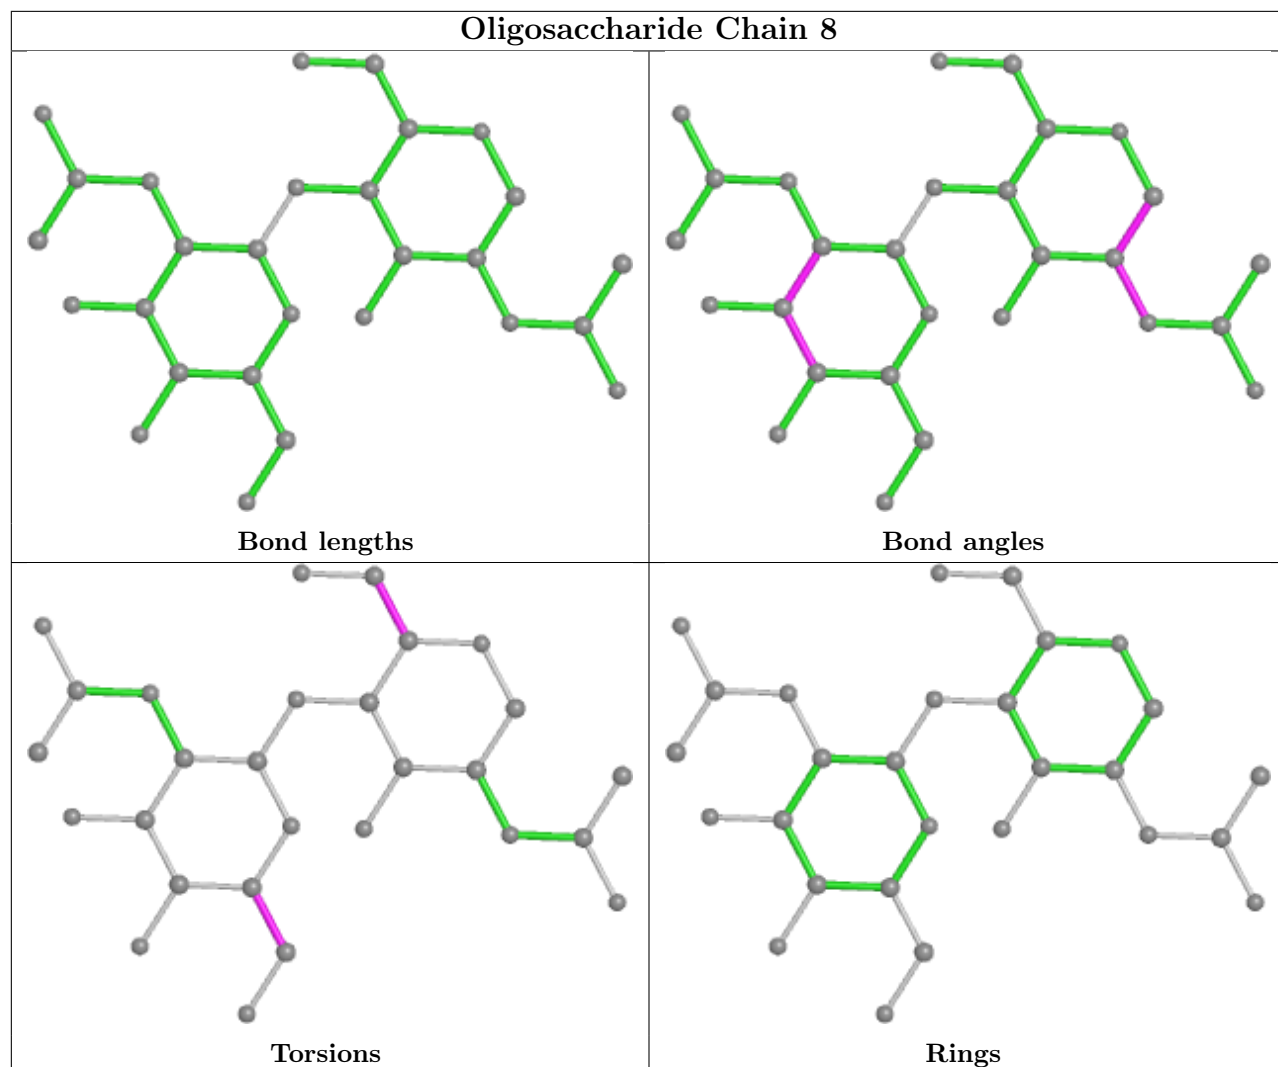 Oligosaccharide Chain 8
Bond lengths
Bond angles
Torsions
Rings